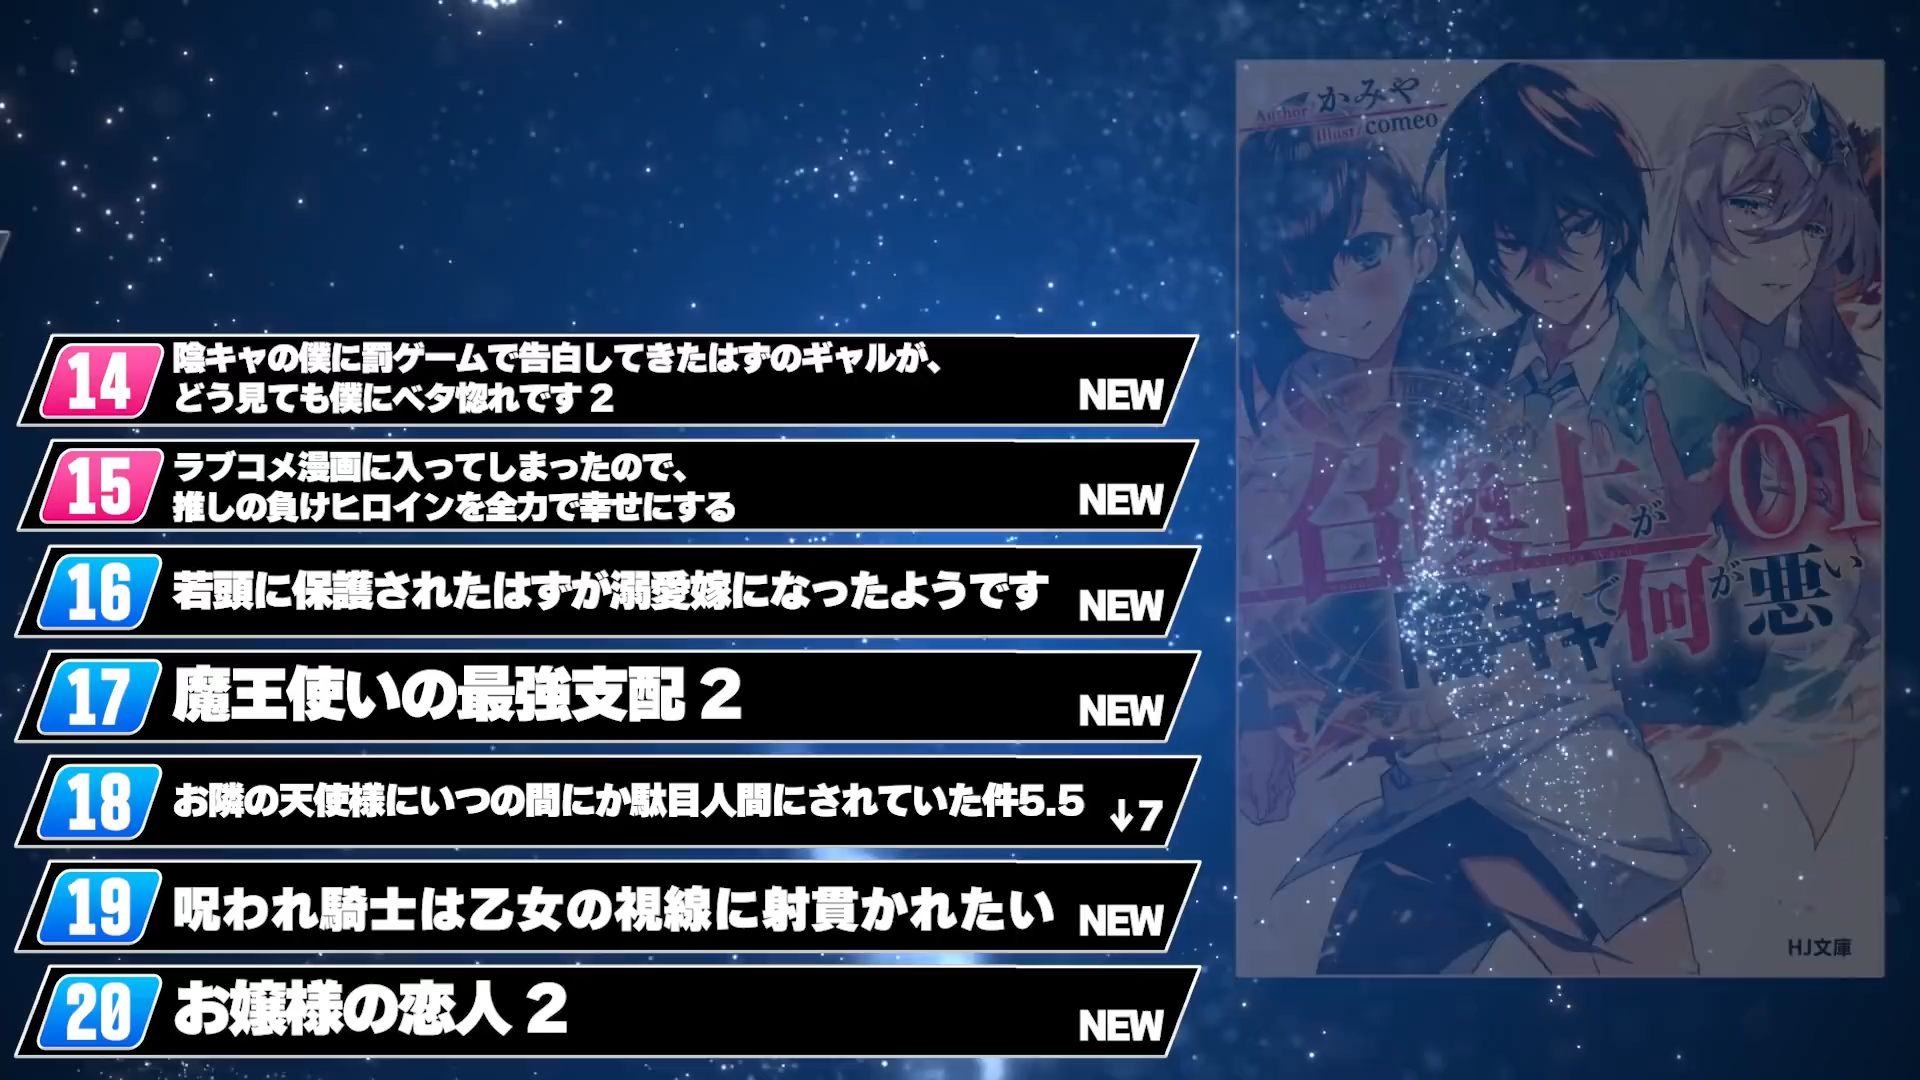 14
陰キャの僕に罰ゲームで告白してきたはずのギャルが、
どう見ても僕にベタ惚れです 2
NEW
15
ラブコメ漫画に入ってしまったので、
推しの負けヒロインを全力で幸せにする
NEW
16
若頭に保護されたはずが溺愛嫁になったようです
NEW
17
魔王使いの最強支配 2
NEW
18
お隣の天使様にいつの間にか駄目人間にされていた件5.5
↓7
19
呪われ騎士は乙女の視線に射貫かれたい
NEW
20
お嬢様の恋人 2
NEW
Author/かみや
Illust/comeo
召喚士が
陰キャで何が悪い
01
HJ文庫